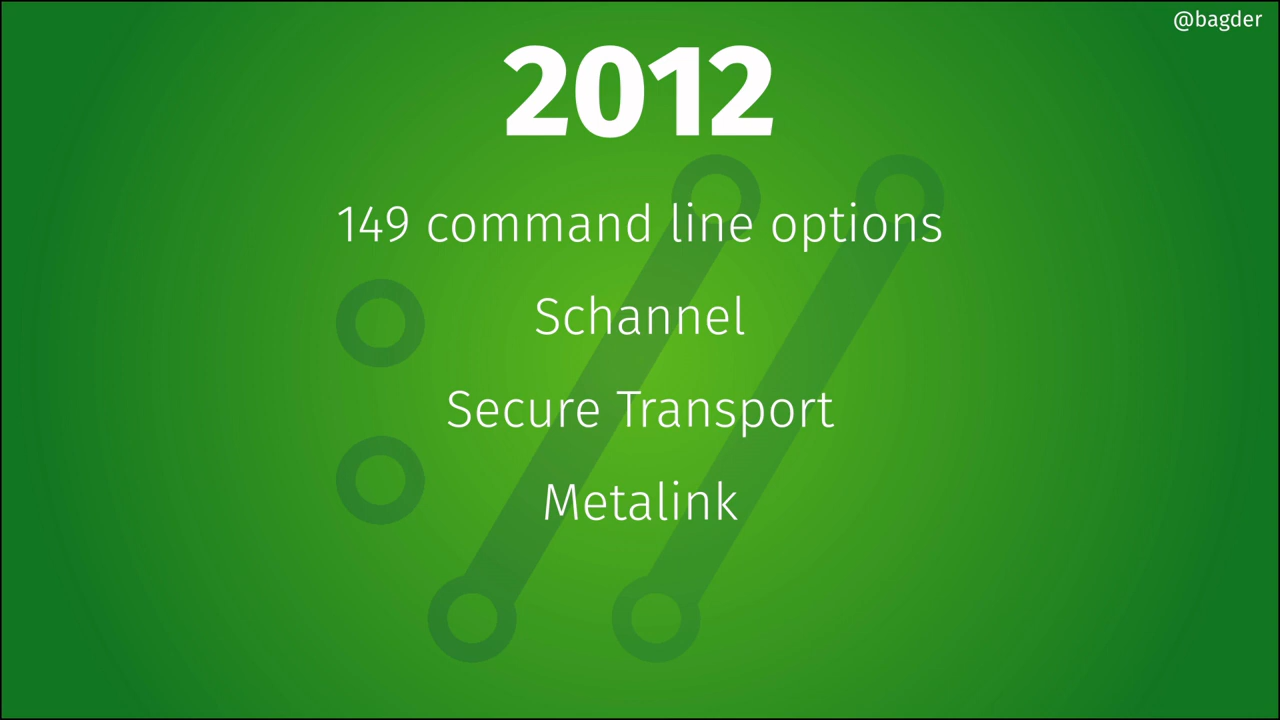 @bagder
2012
149 command line options
Schannel
Secure Transport
Metalink